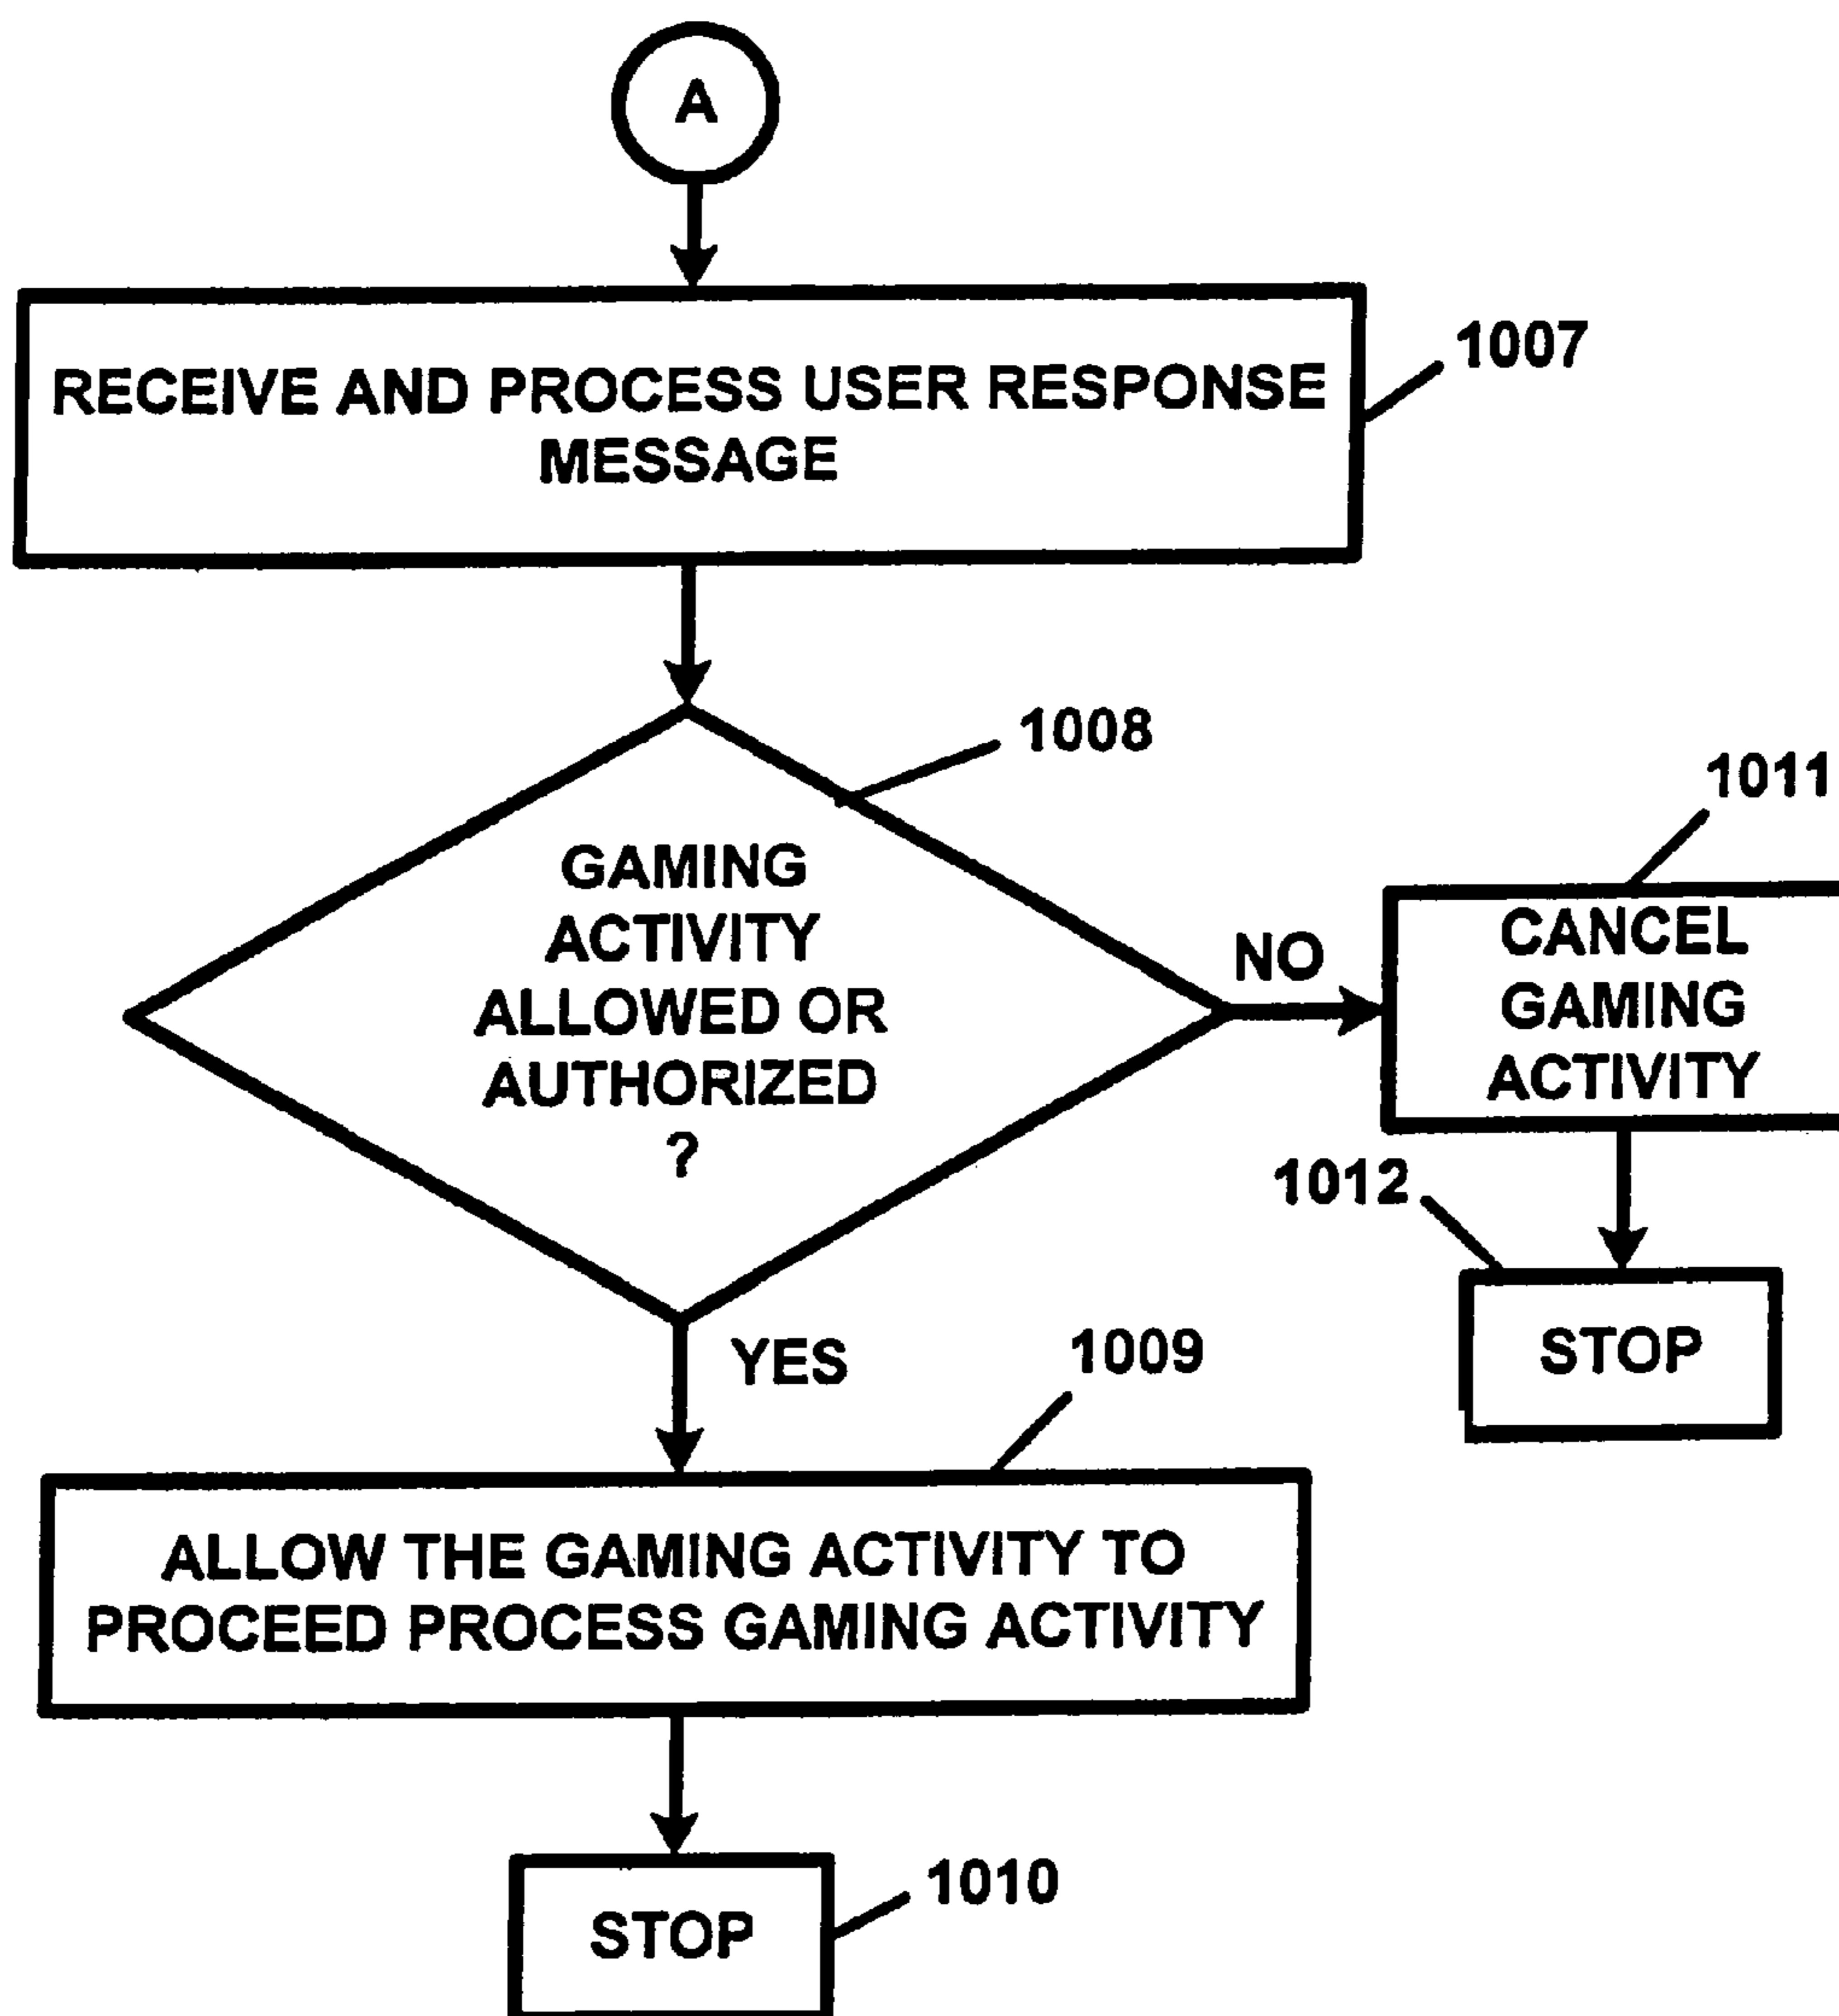 A
RECEIVE AND PROCESS USER RESPONSE
MESSAGE
1007
1008
GAMING
ACTIVITY
ALLOWED OR
AUTHORIZED
?
NO
1011
CANCEL
GAMING
ACTIVITY
1012
STOP
YES
1009
ALLOW THE GAMING ACTIVITY TO
PROCEED PROCESS GAMING ACTIVITY
STOP
1010